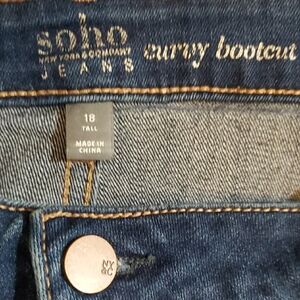 soho
NEW YORK & COMPANY
JEANS
curvy bootcut
18
TALL
MADE IN
CHINA
NY
&C